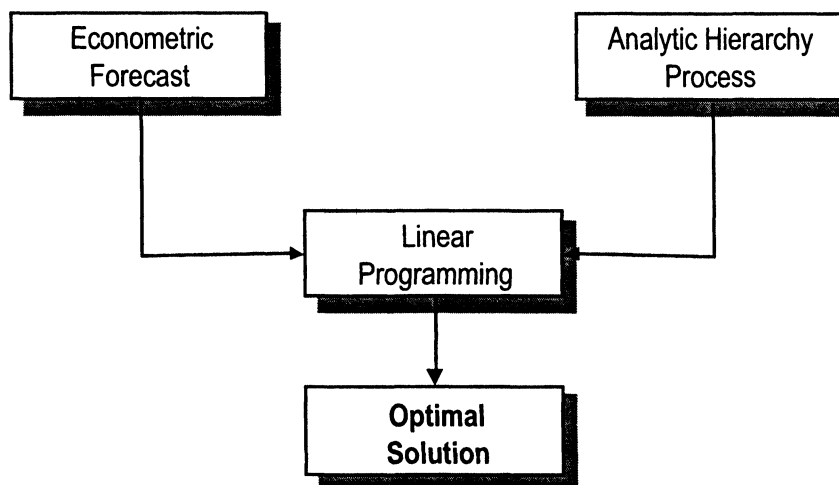 Econometric
Forecast
Analytic Hierarchy
Process
Linear
Programming
Optimal
Solution